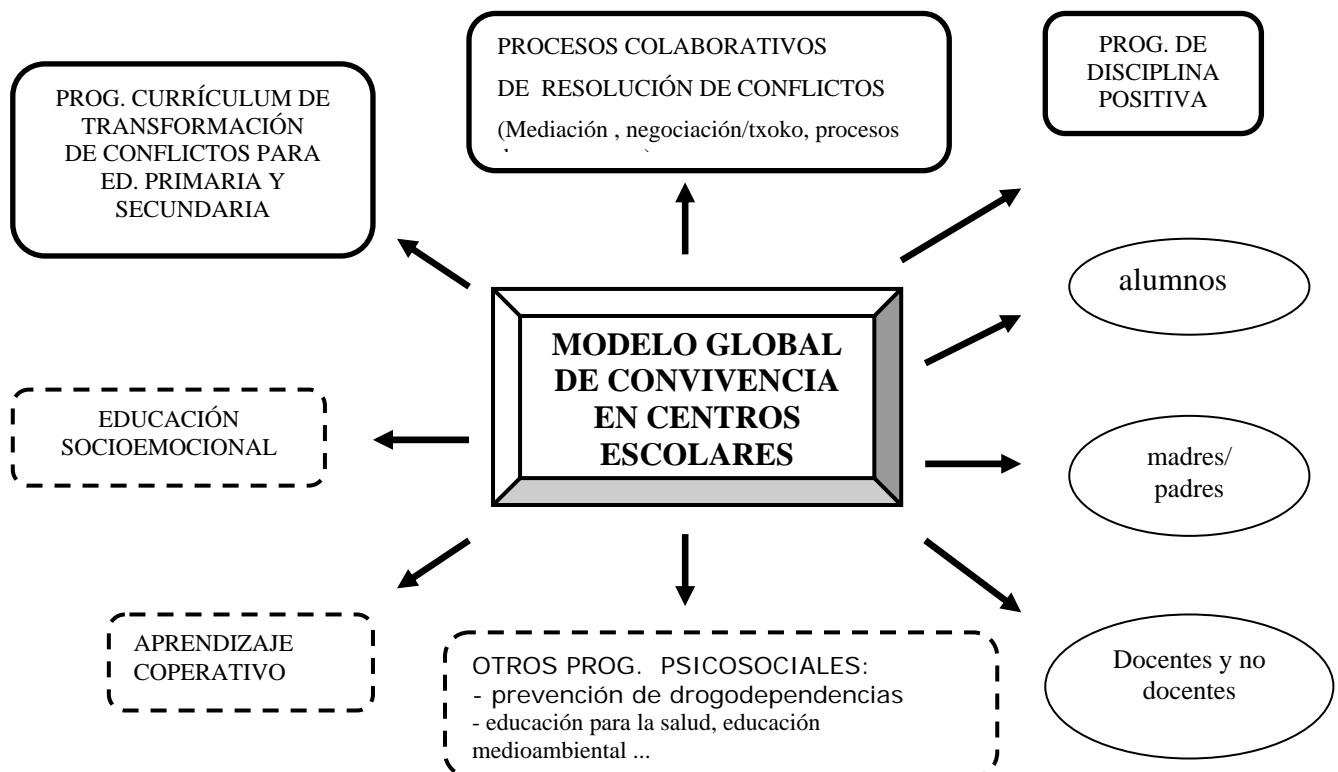 PROG. CURRÍCULUM DE
TRANSFORMACIÓN
DE CONFLICTOS PARA
ED. PRIMARIA Y
SECUNDARIA
PROCESOS COLABORATIVOS
DE RESOLUCIÓN DE CONFLICTOS
(Mediación , negociación/txoko, procesos
PROG. DE
DISCIPLINA
POSITIVA
alumnos
MODELO GLOBAL
DE CONVIVENCIA
EN CENTROS
ESCOLARES
EDUCACIÓN
SOCIOEMOCIONAL
madres/
padres
APRENDIZAJE
COPERATIVO
OTROS PROG. PSICOSOCIALES:
- prevención de drogodependencias
- educación para la salud, educación
medioambiental ...
Docentes y no
docentes